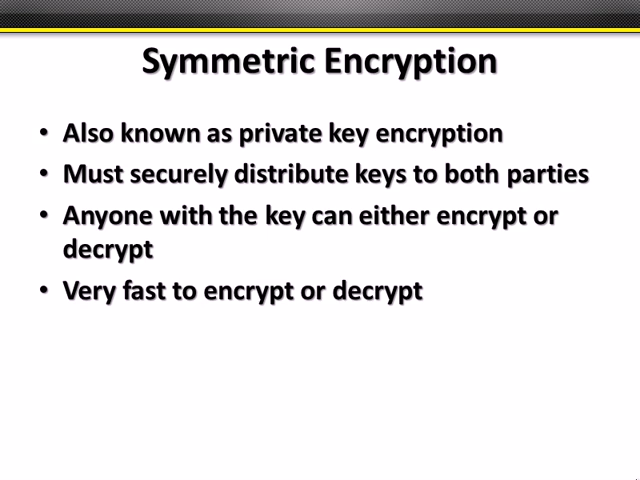 Symmetric Encryption
• Also known as private key encryption
• Must securely distribute keys to both parties
• Anyone with the key can either encrypt or
decrypt
• Very fast to encrypt or decrypt